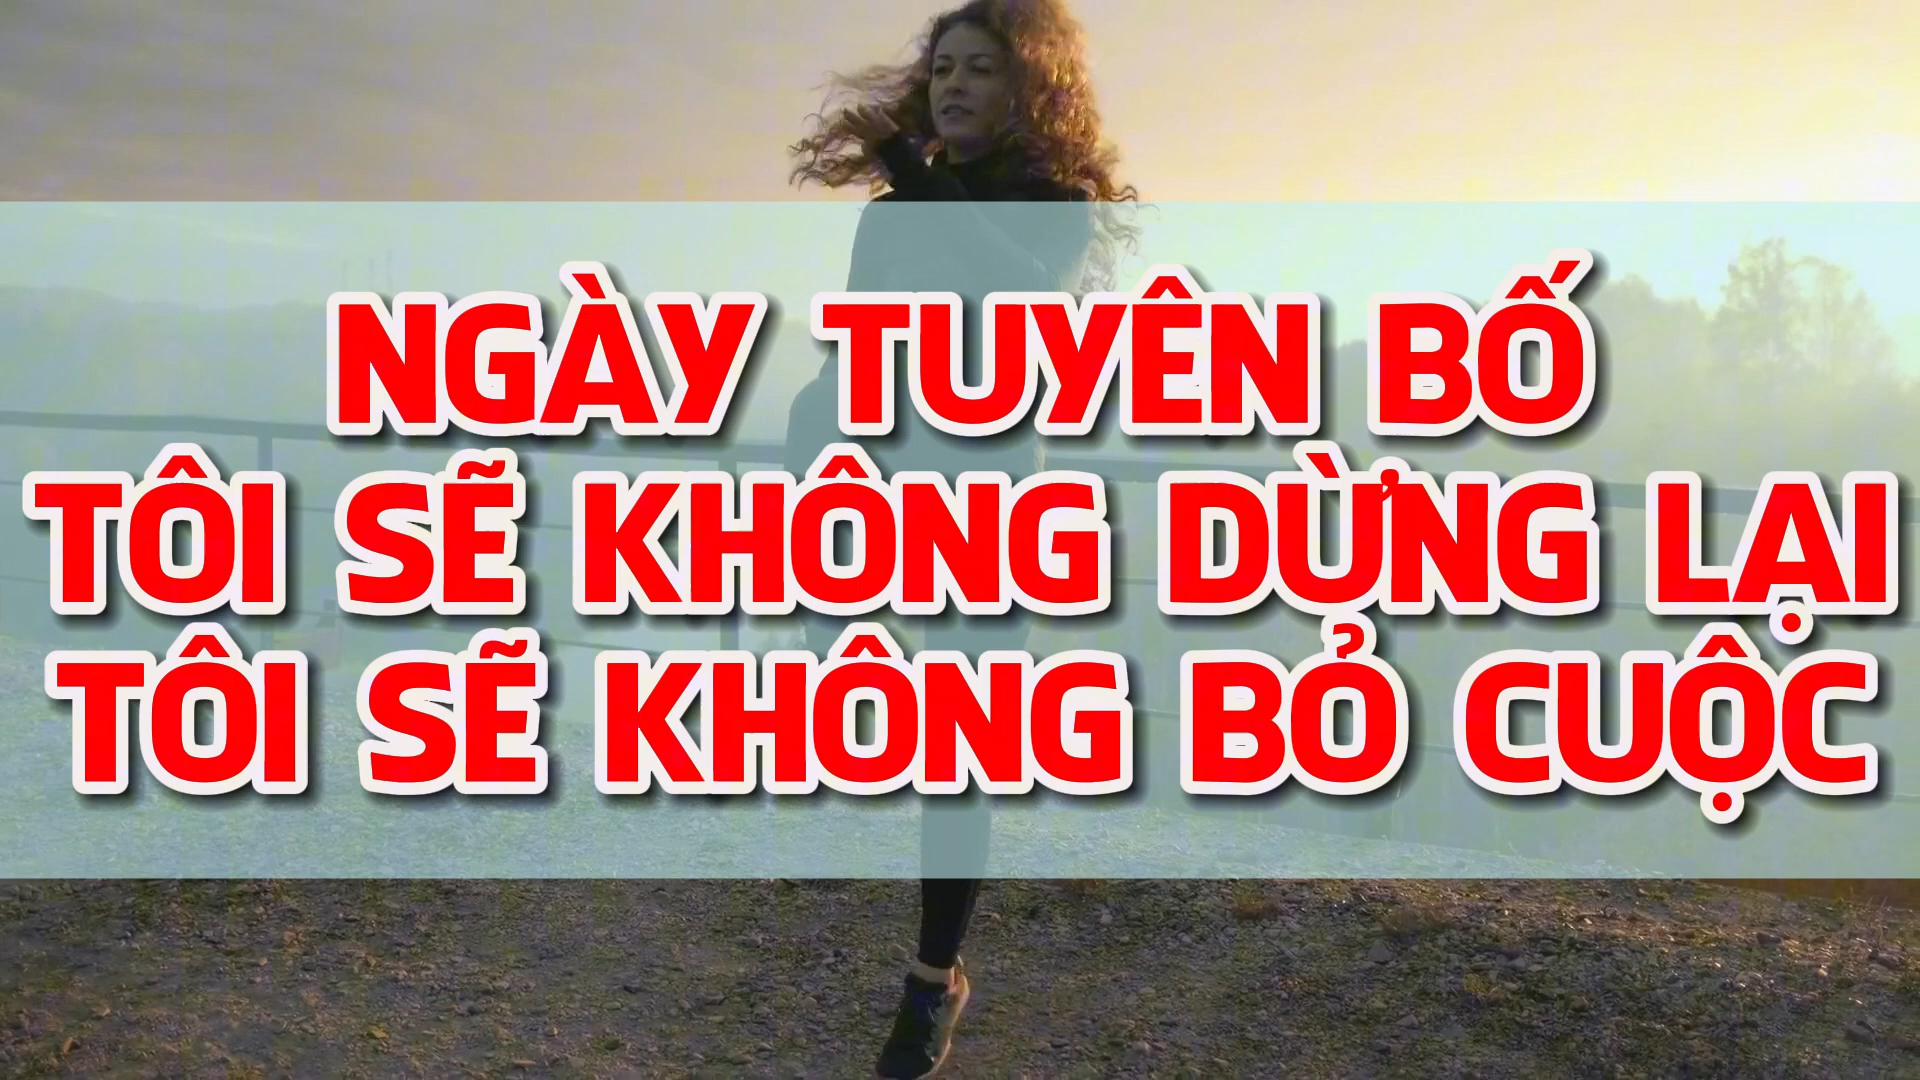 NGÀY TUYÊN BỐ
TÔI SẼ KHÔNG DỪNG LẠI
TÔI SẼ KHÔNG BỎ CUỘC